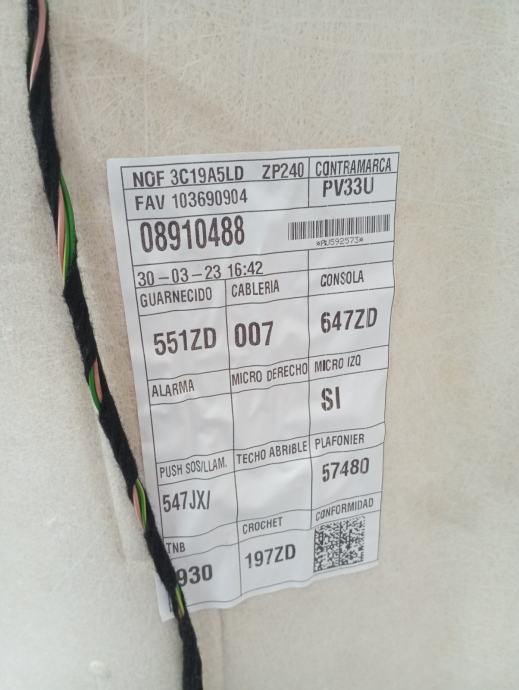 NOF 3C19A5LD ZP240 CONTRAMARCA
FAV 103690904 PV33U
08910488
*PU592573*
30-03-23 16:42
GUARNECIDO CABLERIA CONSOLA
551ZD 007 647ZD
ALARMA MICRO DERECHO MICRO IZQ
SI
PUSH SOS/LLAM. TECHO ABRIBLE PLAFONIER
547JX/ 57480
TNB CROCHET CONFORMIDAD
930 197ZD